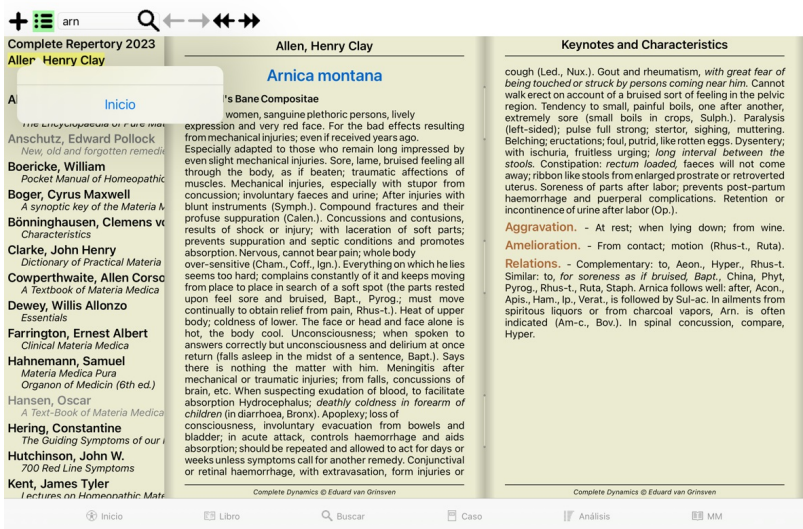 arn
Complete Repertory 2023
Allen, Henry Clay
Inicio
The Encyclopaedia of Pure Mat
Anschutz, Edward Pollock
New, old and forgotten remedie
Boericke, William
Pocket Manual of Homeopathic
Boger, Cyrus Maxwell
A synoptic key of the Materia M
Bönninghausen, Clemens vo
Characteristics
Clarke, John Henry
Dictionary of Practical Materia
Cowperthwaite, Allen Corso
A Textbook of Materia Medica
Dewey, Willis Allonzo
Essentials
Farrington, Ernest Albert
Clinical Materia Medica
Hahnemann, Samuel
Materia Medica Pura
Organon of Medicin (6th ed.)
Hansen, Oscar
A Text-Book of Materia Medica
Hering, Constantine
The Guiding Symptoms of our
Hutchinson, John W.
700 Red Line Symptoms
Kent, James Tyler
Lectures on Homeopathic Mate
Allen, Henry Clay
Arnica montana
's Bane Compositae
women, sanguine plethoric persons, lively
expression and very red face. For the bad effects resulting
from mechanical injuries; even if received years ago.
Especially adapted to those who remain long impressed by
even slight mechanical injuries. Sore, lame, bruised feeling all
through the body, as if beaten; traumatic affections of
muscles. Mechanical injuries, especially with stupor from
concussion; involuntary faeces and urine; After injuries with
blunt instruments (Symph.). Compound fractures and their
profuse suppuration (Calen.). Concussions and contusions,
results of shock or injury; with laceration of soft parts;
prevents suppuration and septic conditions and promotes
absorption. Nervous, cannot bear pain; whole body
over-sensitive (Cham., Coff., Ign.). Everything on which he lies
seems too hard; complains constantly of it and keeps moving
from place to place in search of a soft spot (the parts rested
upon feel sore and bruised, Bapt., Pyrog.; must move
continually to obtain relief from pain, Rhus-t.). Heat of upper
body; coldness of lower. The face or head and face alone is
hot, the body cool. Unconsciousness; when spoken to
answers correctly but unconsciousness and delirium at once
return (falls asleep in the midst of a sentence, Bapt.). Says
there is nothing the matter with him. Meningitis after
mechanical or traumatic injuries; from falls, concussions of
brain, etc. When suspecting exudation of blood, to facilitate
absorption Hydrocephalus; deathly coldness in forearm of
children (in diarrhoea, Bronx). Apoplexy; loss of
consciousness, involuntary evacuation from bowels and
bladder; in acute attack, controls haemorrhage and aids
absorption; should be repeated and allowed to act for days or
weeks unless symptoms call for another remedy. Conjunctival
or retinal haemorrhage, with extravasation, form injuries or
Complete Dynamics © Eduard van Grinsven
Keynotes and Characteristics
cough (Led., Nux.). Gout and rheumatism, with great fear of
being touched or struck by persons coming near him. Cannot
walk erect on account of a bruised sort of feeling in the pelvic
region. Tendency to small, painful boils, one after another,
extremely sore (small boils in crops, Sulph.). Paralysis
(left-sided); pulse full strong; stertor, sighing, muttering.
Belching; eructations; foul, putrid, like rotten eggs. Dysentery;
with ischuria, fruitless urging; long interval between the
stools. Constipation: rectum loaded, faeces will not come
away; ribbon like stools from enlarged prostrate or retroverted
uterus. Soreness of parts after labor; prevents post-partum
haemorrhage and puerperal complications. Retention or
incontinence of urine after labor (Op.).
Aggravation. - At rest; when lying down; from wine.
Amelioration. - From contact; motion (Rhus-t., Ruta).
Relations. - Complementary: to, Aeon., Hyper., Rhus-t.
Similar: to, for soreness as if bruised, Bapt., China, Phyt,
Pyrog., Rhus-t., Ruta, Staph. Arnica follows well: after, Acon.,
Apis., Ham., Ip., Verat., is followed by Sul-ac. In ailments from
spiritous liquors or from charcoal vapors, Arn. is often
indicated (Am-c., Bov.). In spinal concussion, compare,
Hyper.
Complete Dynamics © Eduard van Grinsven
Inicio
Libro
Buscar
Caso
Análisis
MM